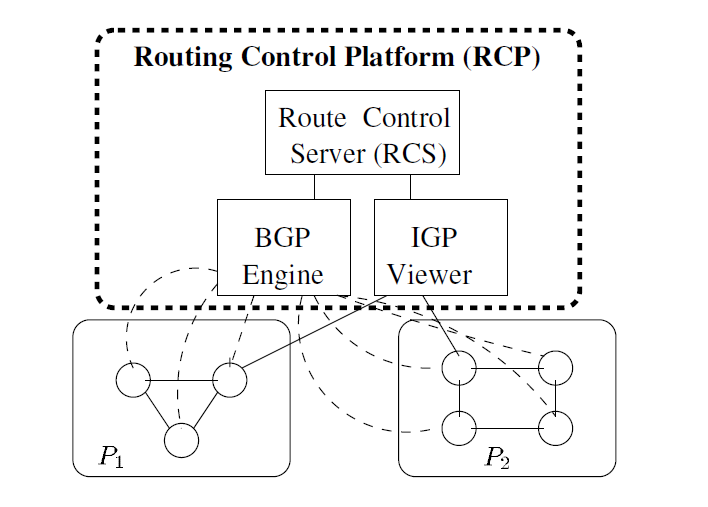 Routing Control Platform (RCP)
Route Control
Server (RCS)
BGP
Engine
IGP
Viewer
P1
P2